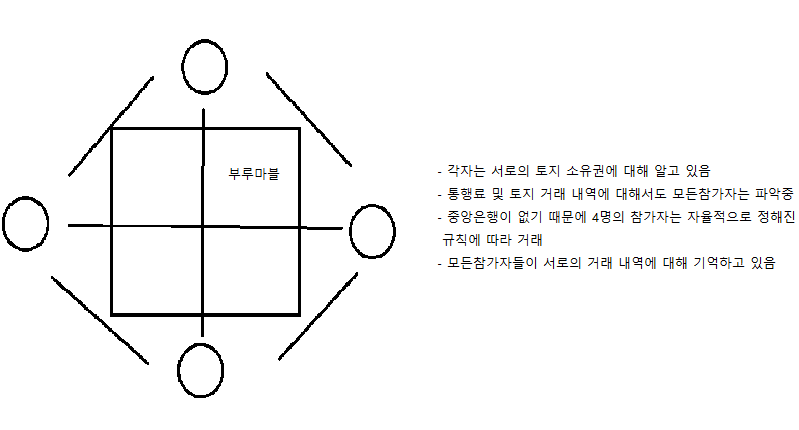 부루마블
- 각자는 서로의 토지 소유권에 대해 알고 있음
- 통행료 및 토지 거래 내역에 대해서도 모든참가자는 파악중
- 중앙은행이 없기 때문에 4명의 참가자는 자율적으로 정해진
규칙에 따라 거래
- 모든참가자들이 서로의 거래 내역에 대해 기억하고 있음